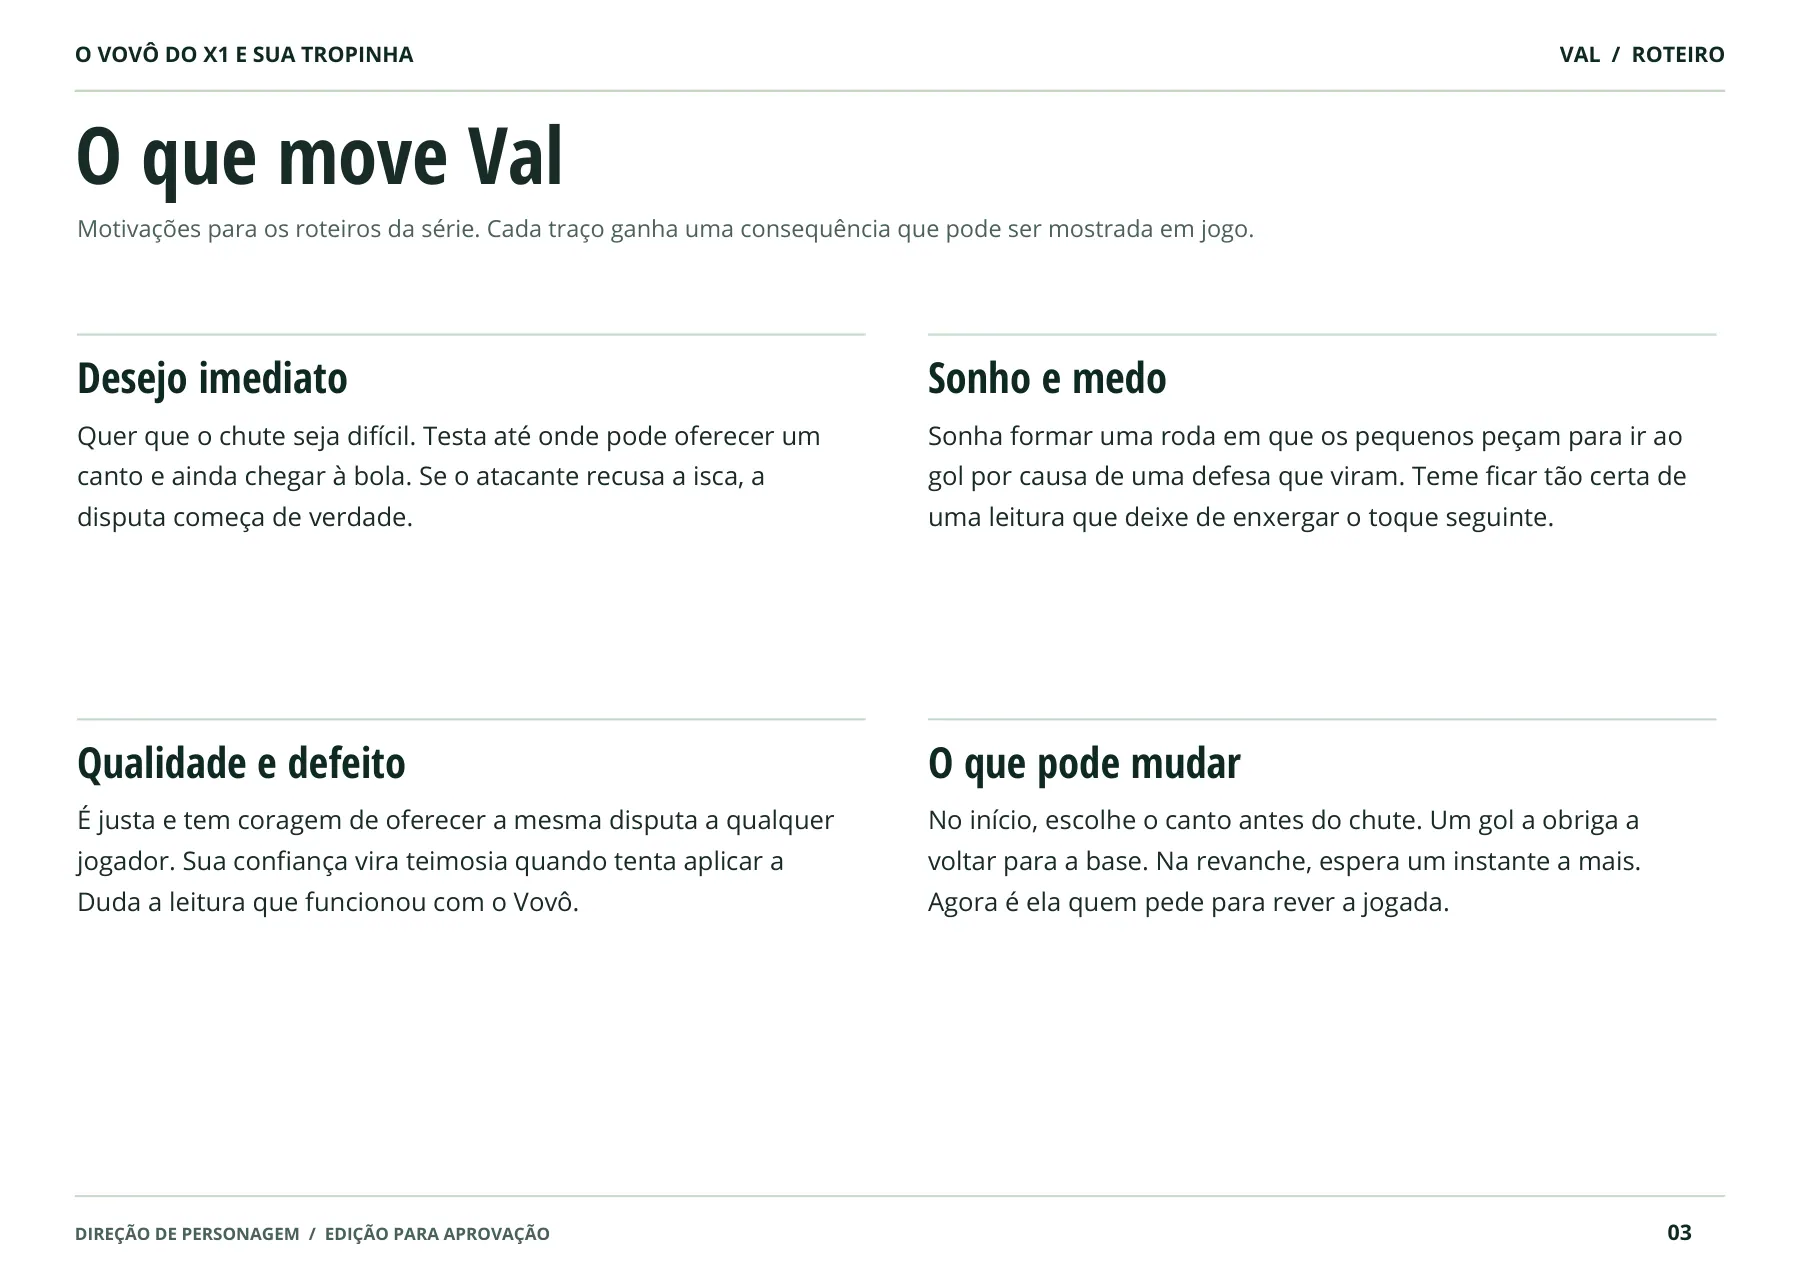 O VOVÔ DO X1 E SUA TROPINHA
VAL / ROTEIRO
O que move Val
Motivações para os roteiros da série. Cada traço ganha uma consequência que pode ser mostrada em jogo.
Desejo imediato
Quer que o chute seja difícil. Testa até onde pode oferecer um
canto e ainda chegar à bola. Se o atacante recusa a isca, a
disputa começa de verdade.
Sonho e medo
Sonha formar uma roda em que os pequenos peçam para ir ao
gol por causa de uma defesa que viram. Teme ficar tão certa de
uma leitura que deixe de enxergar o toque seguinte.
Qualidade e defeito
É justa e tem coragem de oferecer a mesma disputa a qualquer
jogador. Sua confiança vira teimosia quando tenta aplicar a
Duda a leitura que funcionou com o Vovô.
O que pode mudar
No início, escolhe o canto antes do chute. Um gol a obriga a
voltar para a base. Na revanche, espera um instante a mais.
Agora é ela quem pede para rever a jogada.
DIREÇÃO DE PERSONAGEM / EDIÇÃO PARA APROVAÇÃO
03